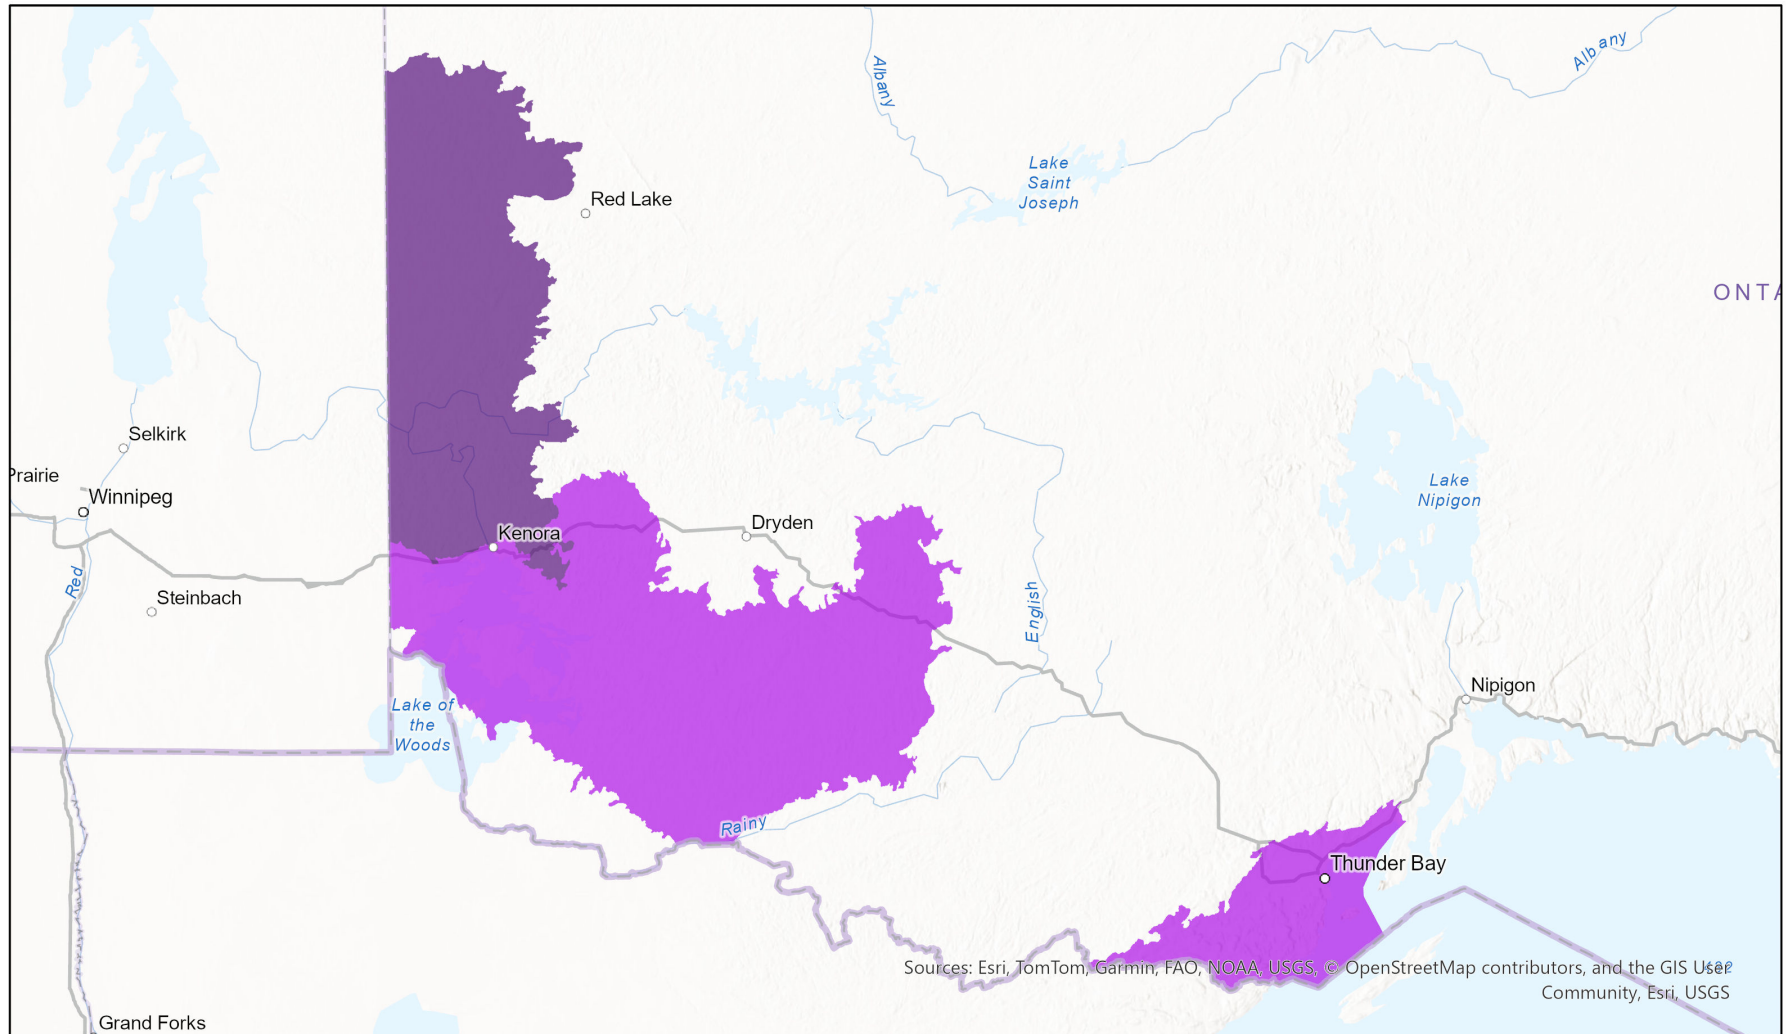 Albany
Albany
Lake
Saint
Joseph
Red Lake
ONTA
Selkirk
Prairie
Winnipeg
Lake
Nipigon
Kenora
Dryden
Red
Steinbach
English
Nipigon
Lake of
the
Woods
Rainy
Thunder Bay
Sources: Esri, TomTom, Garmin, FAO, NOAA, USGS, © OpenStreetMap contributors, and the GIS User
Community, Esri, USGS
Grand Forks